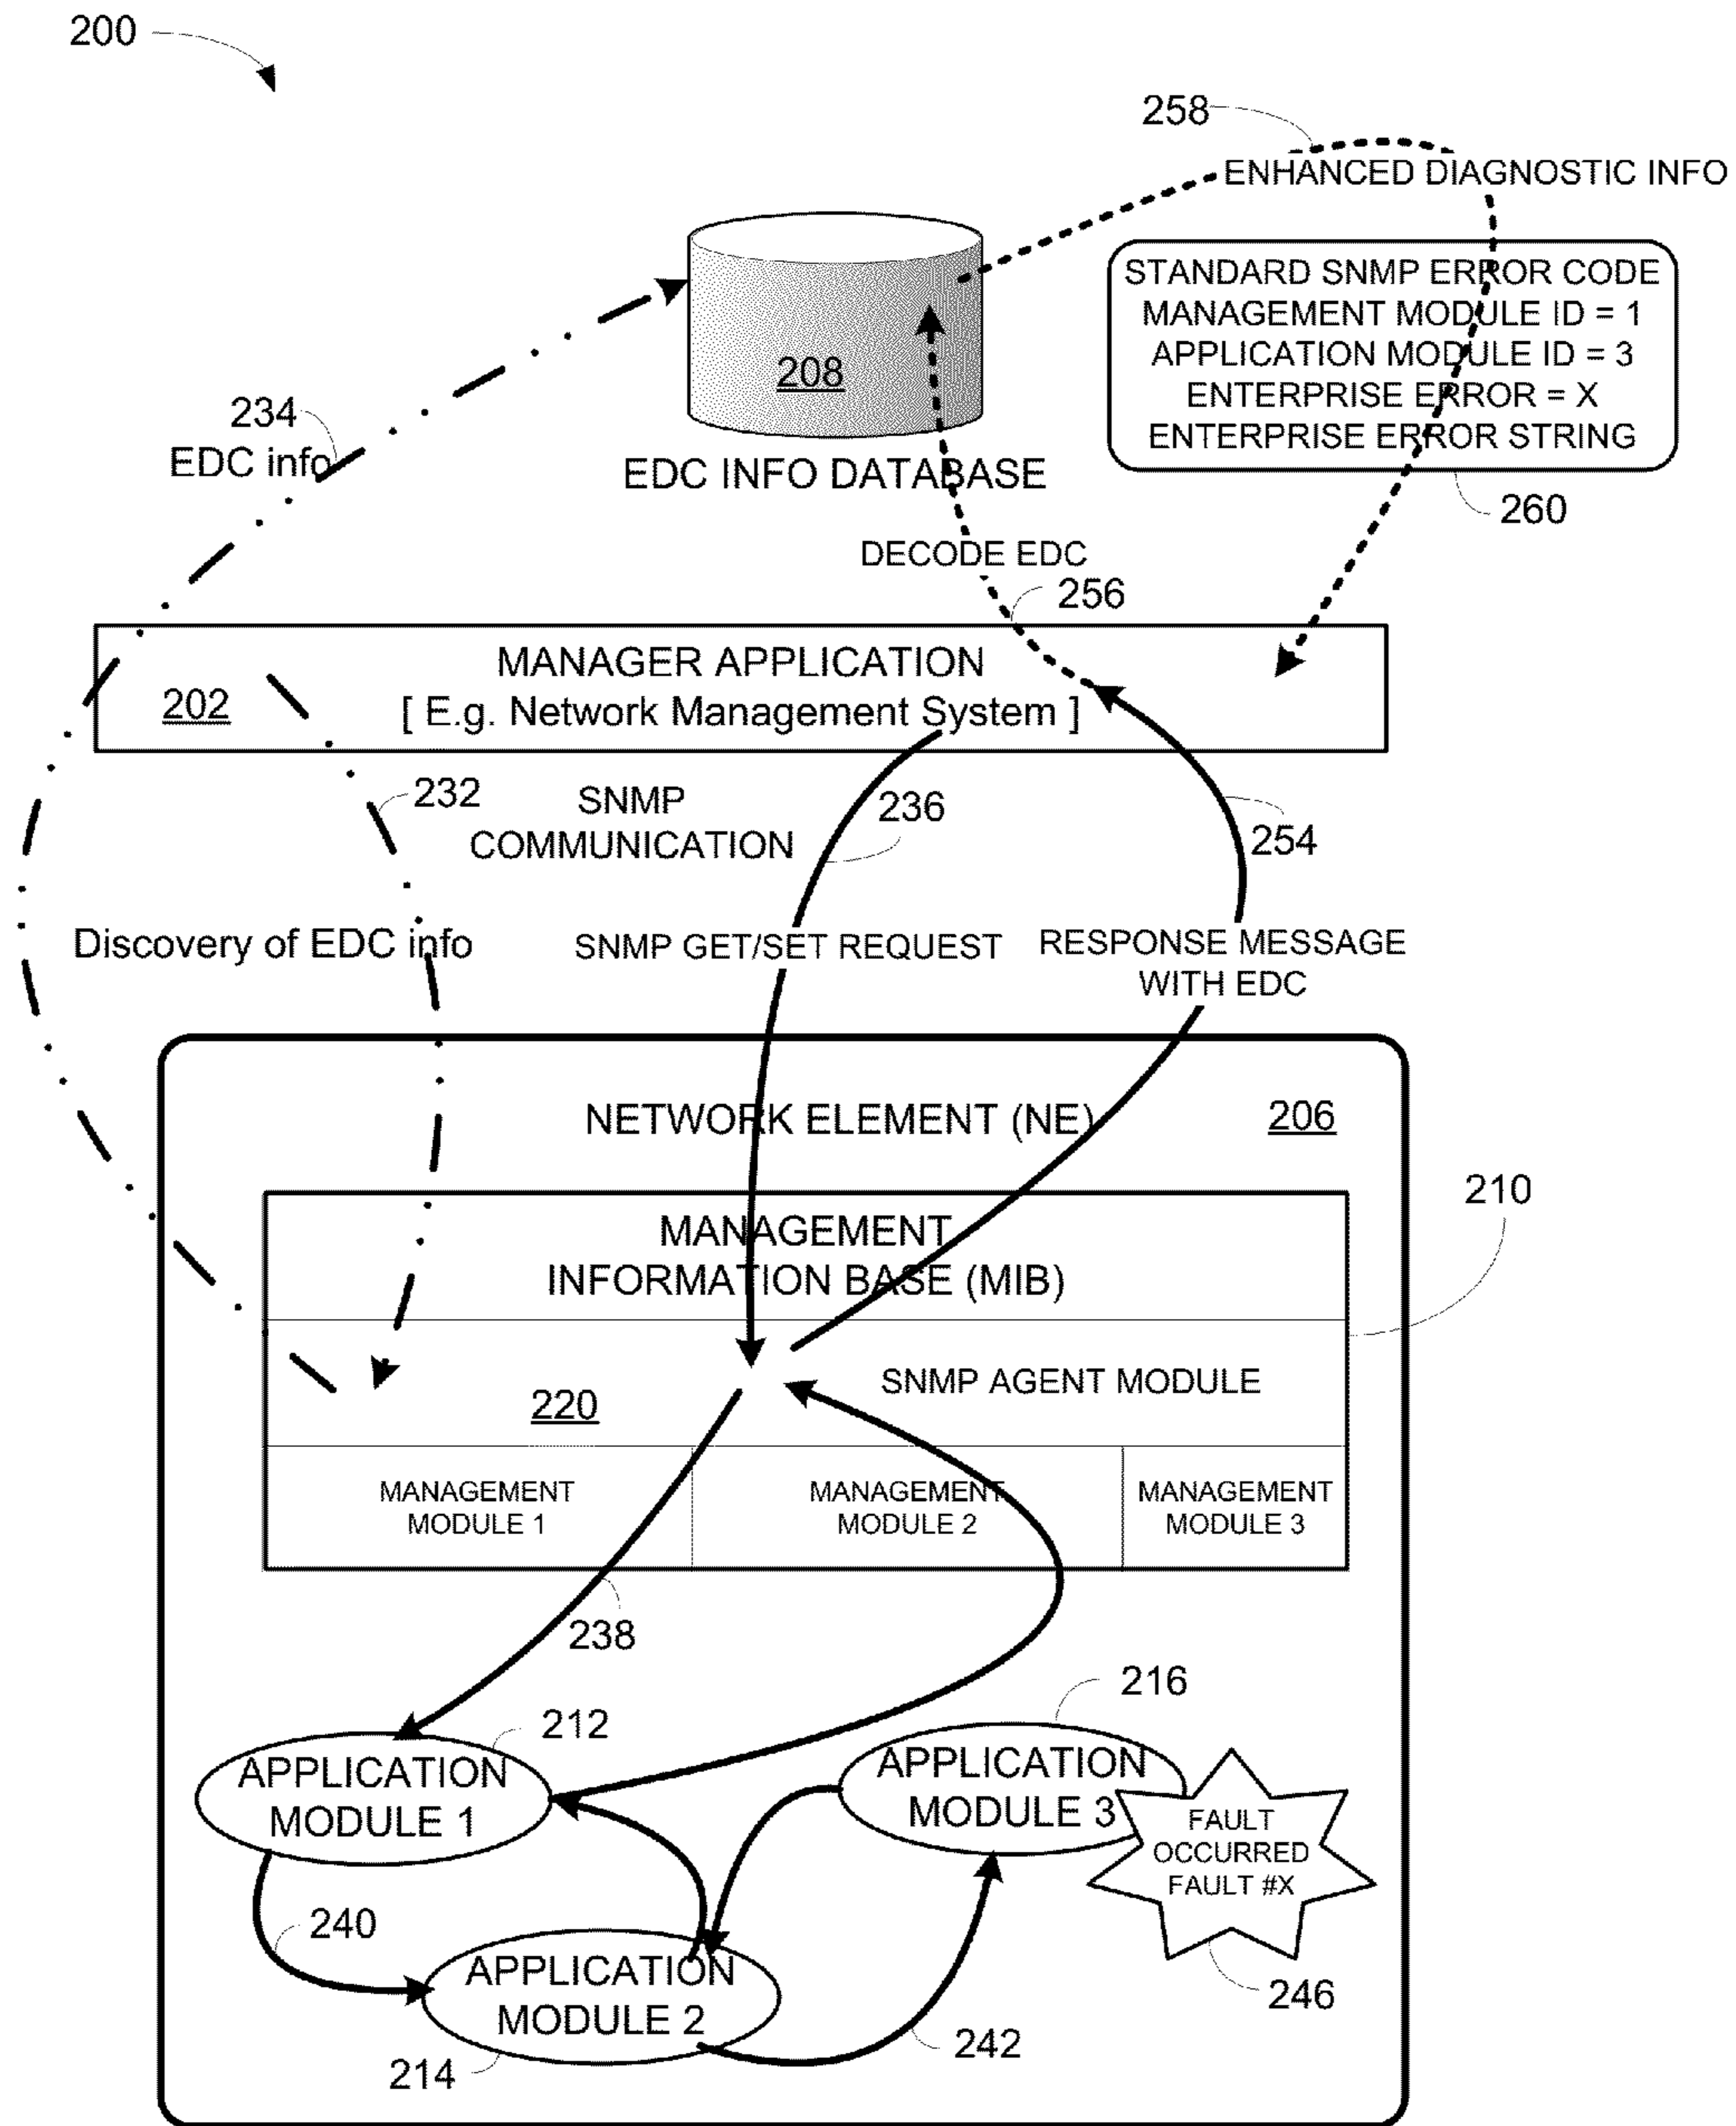 200
258
ENHANCED DIAGNOSTIC INFO
STANDARD SNMP ERROR CODE
MANAGEMENT MODULE ID = 1
APPLICATION MODULE ID = 3
ENTERPRISE ERROR = X
ENTERPRISE ERROR STRING
260
208
EDC INFO DATABASE
234
EDC info
DECODE EDC
256
MANAGER APPLICATION
[ E.g. Network Management System ]
202
232
SNMP
COMMUNICATION
236
254
Discovery of EDC info
SNMP GET/SET REQUEST
RESPONSE MESSAGE
WITH EDC
NETWORK ELEMENT (NE)
206
210
MANAGEMENT
INFORMATION BASE (MIB)
SNMP AGENT MODULE
220
MANAGEMENT
MODULE 1
MANAGEMENT
MODULE 2
MANAGEMENT
MODULE 3
238
212
216
APPLICATION
MODULE 1
APPLICATION
MODULE 3
FAULT
OCCURRED
FAULT #X
240
APPLICATION
MODULE 2
246
242
214